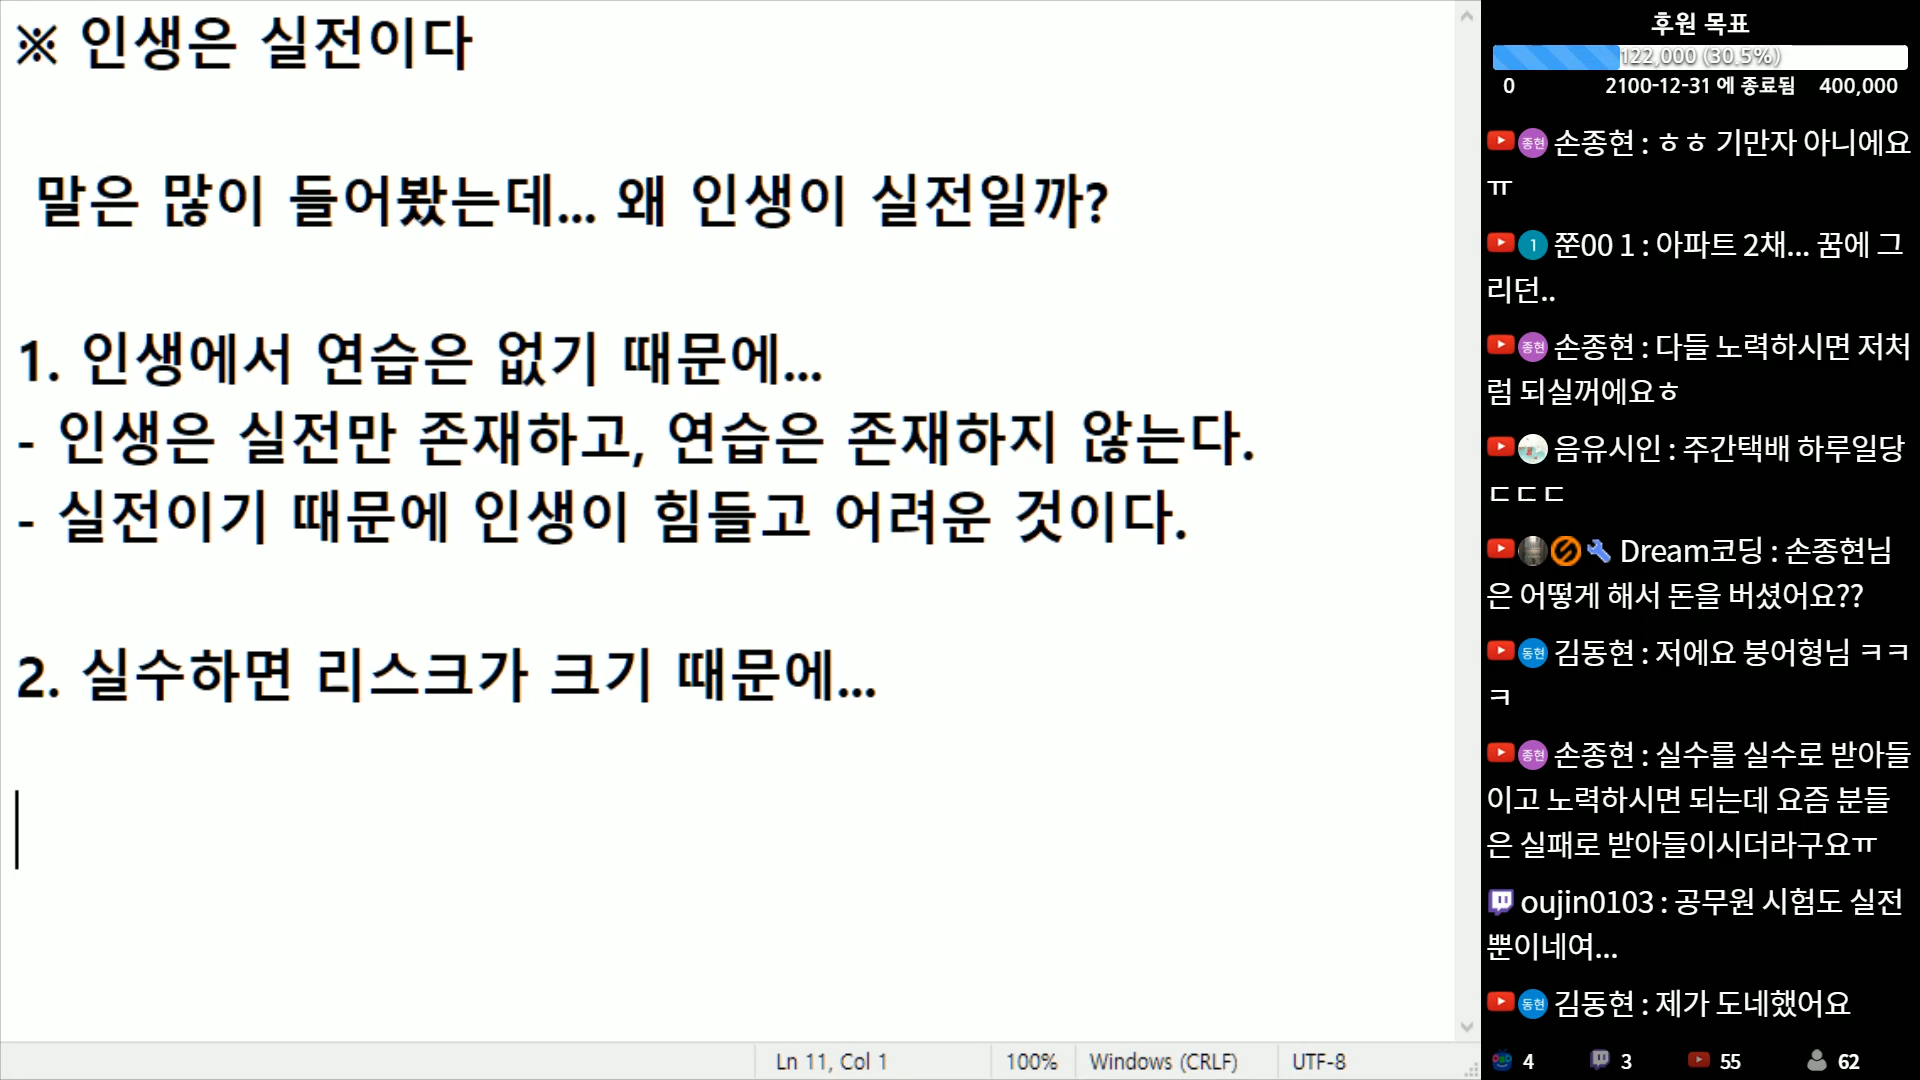 ※ 인생은 실전이다
말은 많이 들어봤는데... 왜 인생이 실전일까?
1. 인생에서 연습은 없기 때문에...
- 인생은 실전만 존재하고, 연습은 존재하지 않는다.
- 실전이기 때문에 인생이 힘들고 어려운 것이다.
2. 실수하면 리스크가 크기 때문에...
Ln 11, Col 1
100%
Windows (CRLF)
UTF-8
후원 목표
122,000 (30.5%)
0 2100-12-31 에 종료됨 400,000
종현 손종현 : ㅎㅎ 기만자 아니에요
ㅠ
1 쭌00 1 : 아파트 2채... 꿈에 그
리던..
종현 손종현 : 다들 노력하시면 저처
럼 되실꺼에요ㅎ
음유시인 : 주간택배 하루일당
ㄷㄷㄷ
Dream코딩 : 손종현님
은 어떻게 해서 돈을 버셨어요??
동현 김동현 : 저에요 붕어형님 ㅋㅋ
ㅋ
종현 손종현 : 실수를 실수로 받아들
이고 노력하시면 되는데 요즘 분들
은 실패로 받아들이시더라구요ㅠ
oujin0103 : 공무원 시험도 실전
뿐이네여...
동현 김동현 : 제가 도네했어요
4 3 55 62